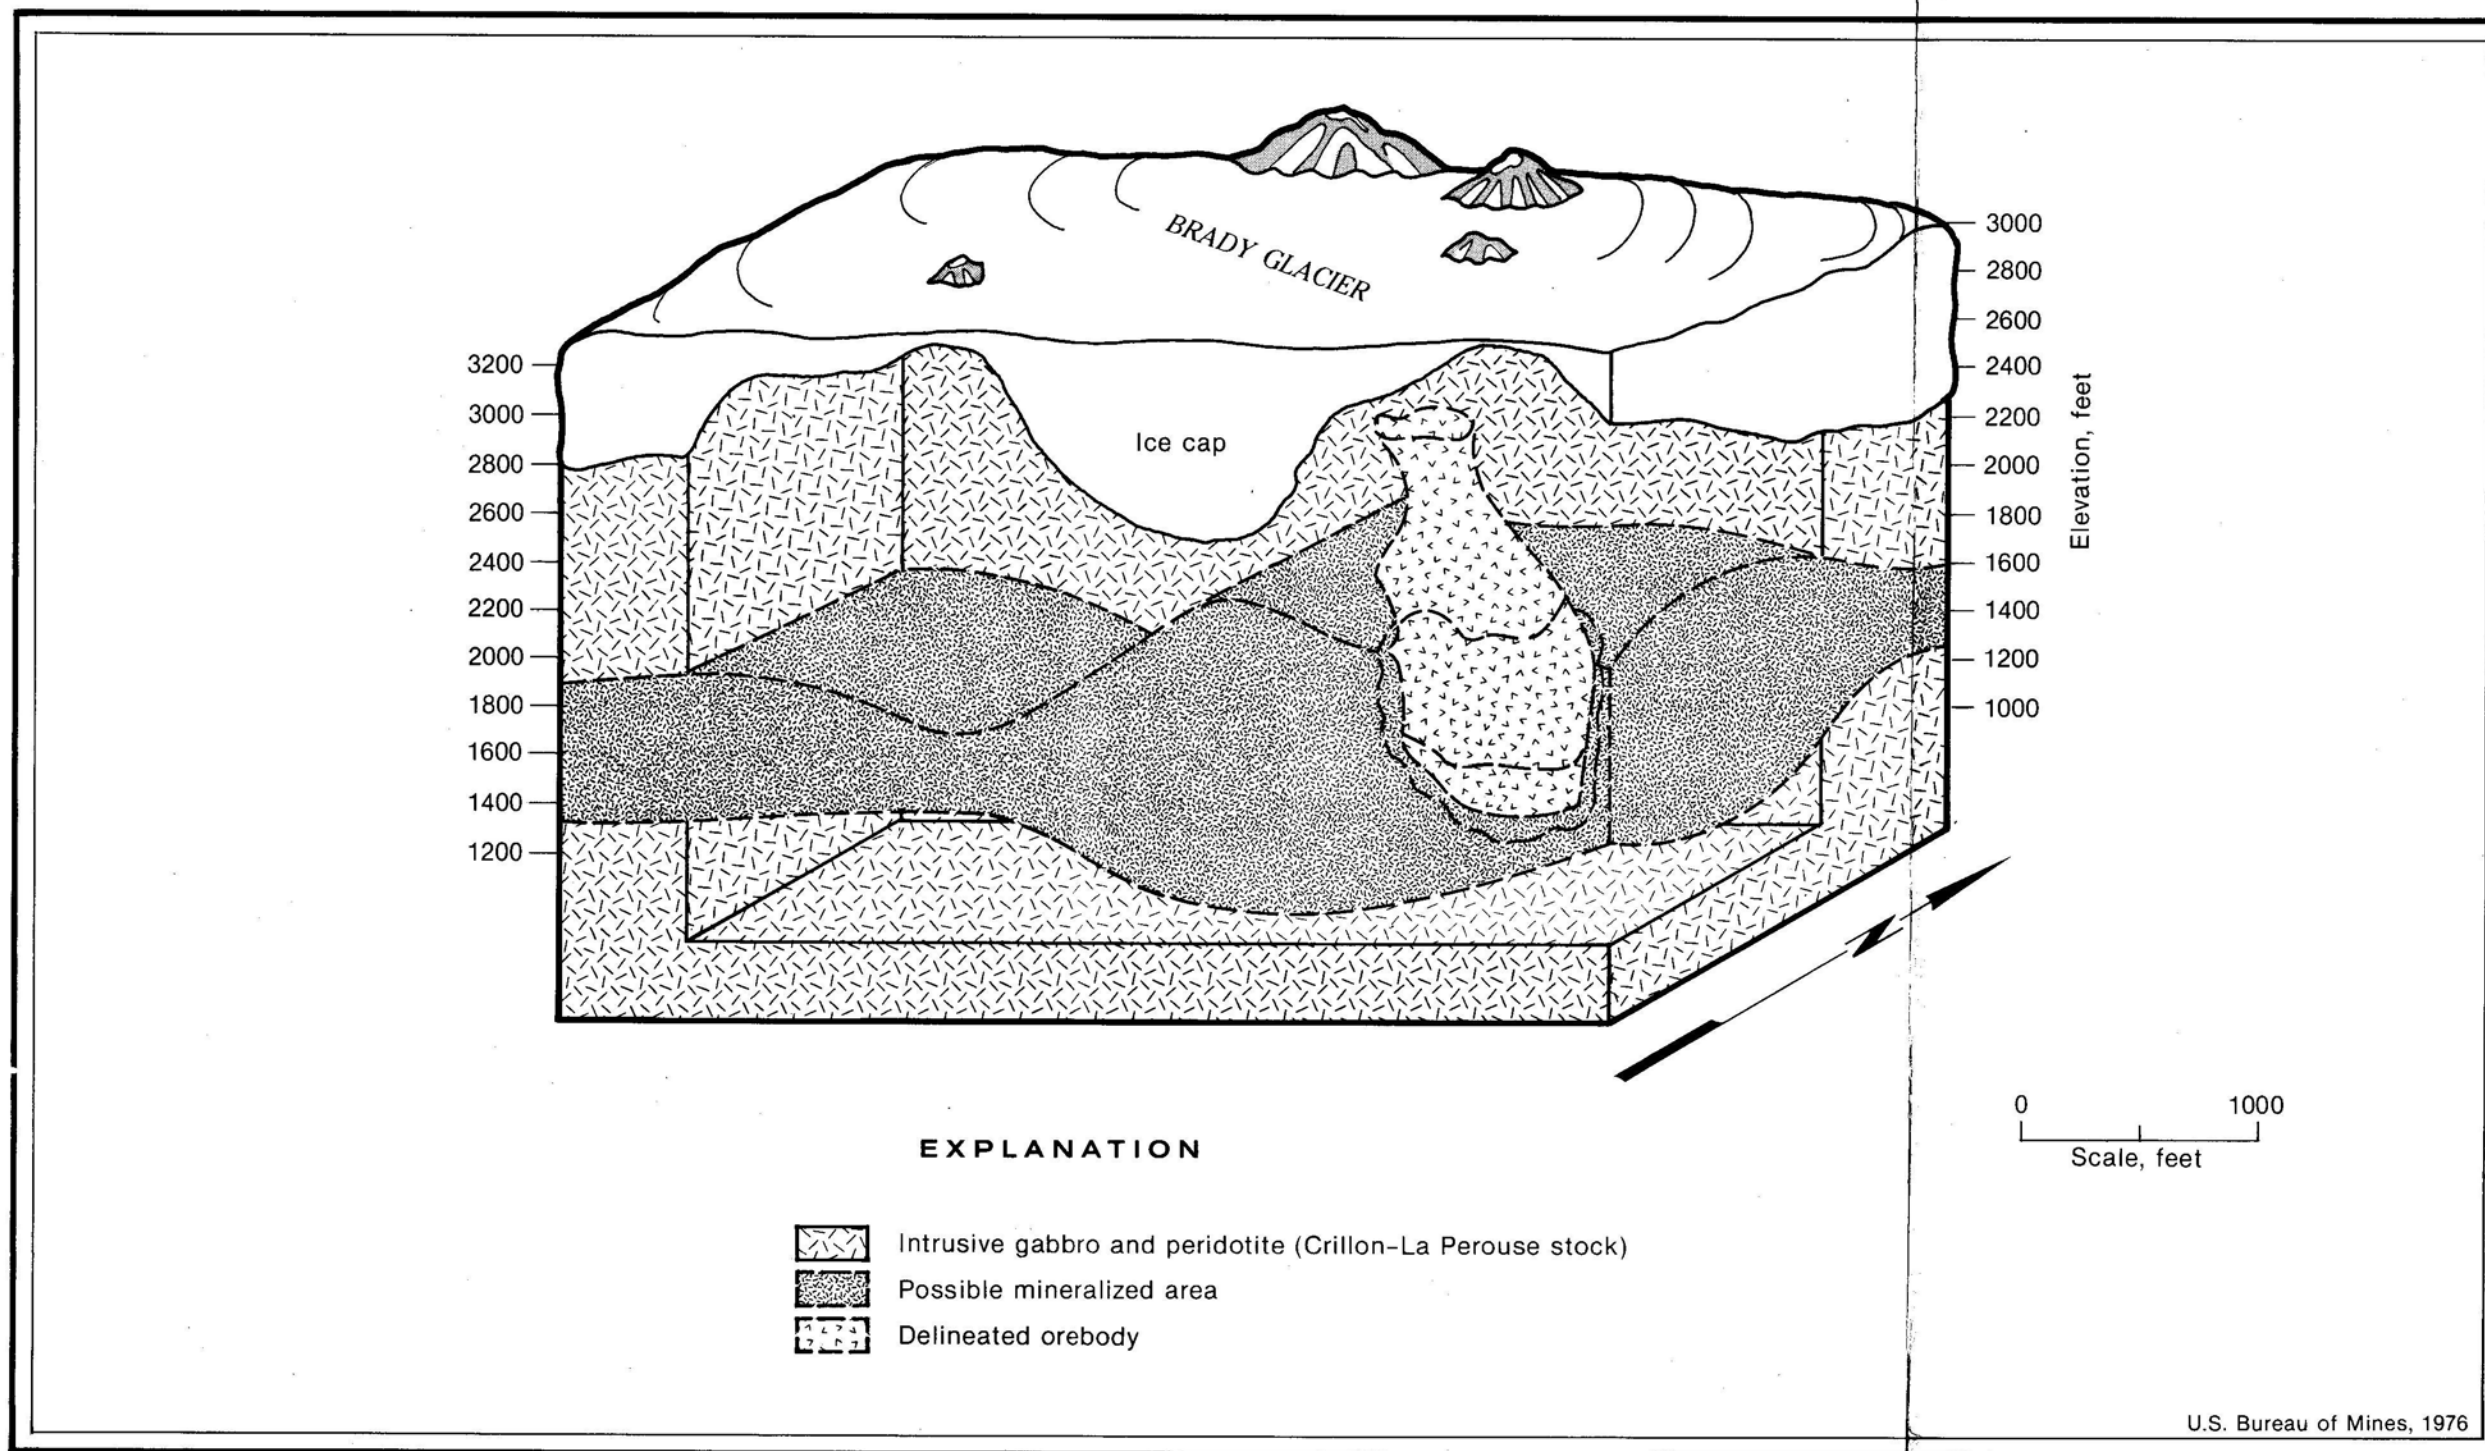 BRADY GLACIER
Ice cap
3200
3000
2800
2600
2400
2200
2000
1800
1600
1400
1200
3000
2800
2600
2400
2200
2000
1800
1600
1400
1200
1000
Elevation, feet
N
0 1000
Scale, feet
EXPLANATION
Intrusive gabbro and peridotite (Crillon-La Perouse stock)
Possible mineralized area
Delineated orebody
U.S. Bureau of Mines, 1976